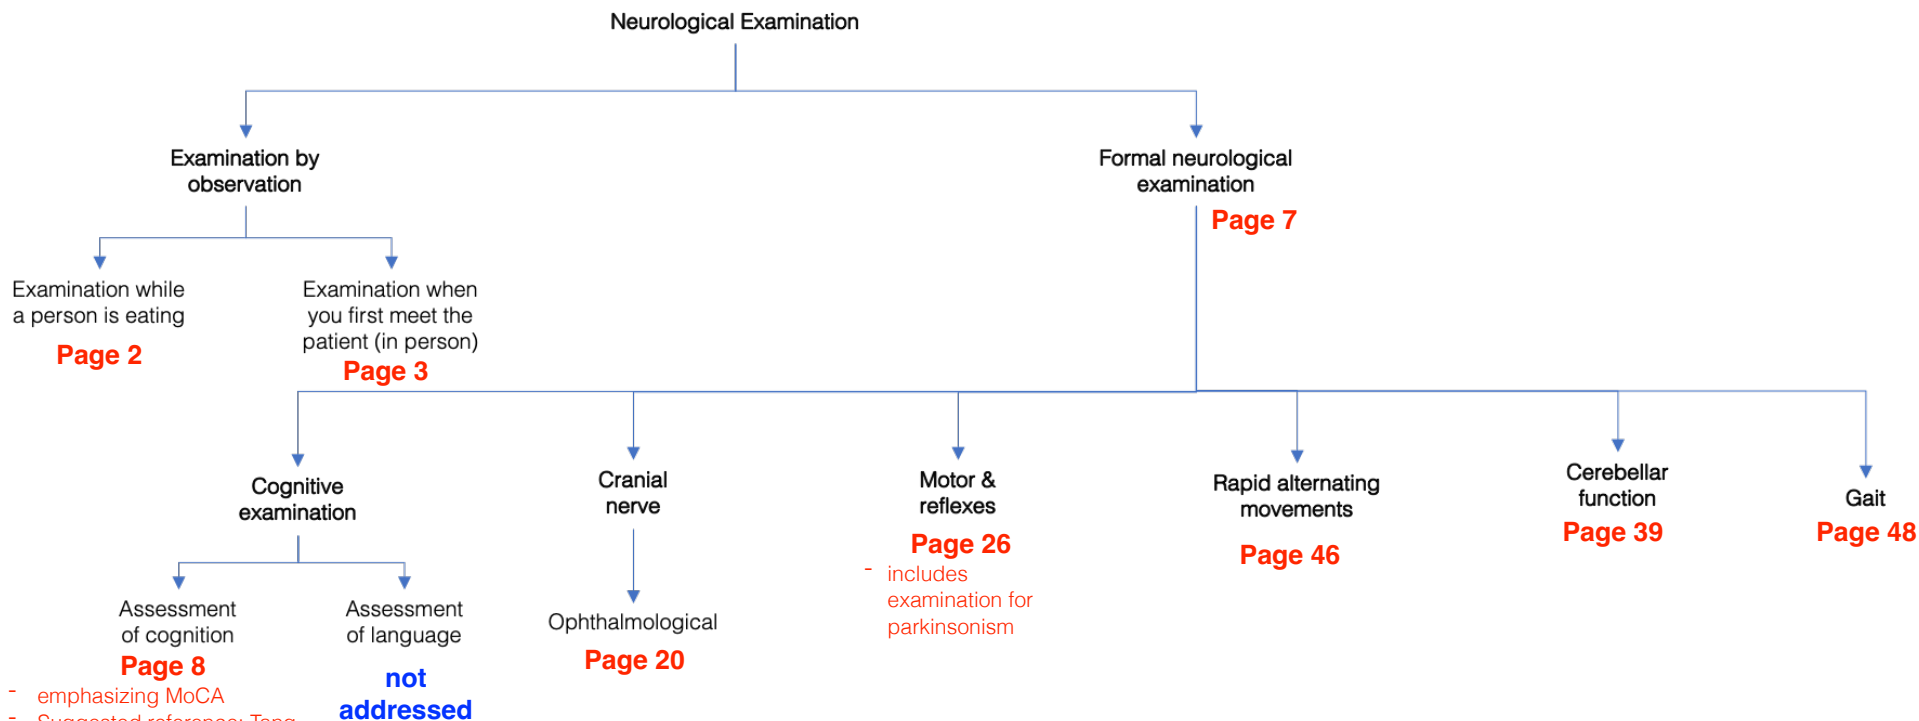 Neurological Examination
Examination by
observation
Formal neurological
examination
Page 7
Examination while
a person is eating
Page 2
Examination when
you first meet the
patient (in person)
Page 3
Cognitive
examination
Cranial
nerve
Motor &
reflexes
Page 26
- includes
examination for
parkinsonism
Rapid alternating
movements
Page 46
Cerebellar
function
Page 39
Gait
Page 48
Assessment
of cognition
Page 8
- emphasizing MoCA
- Suggested reference: Tang
Assessment
of language
not
addressed
Ophthalmological
Page 20